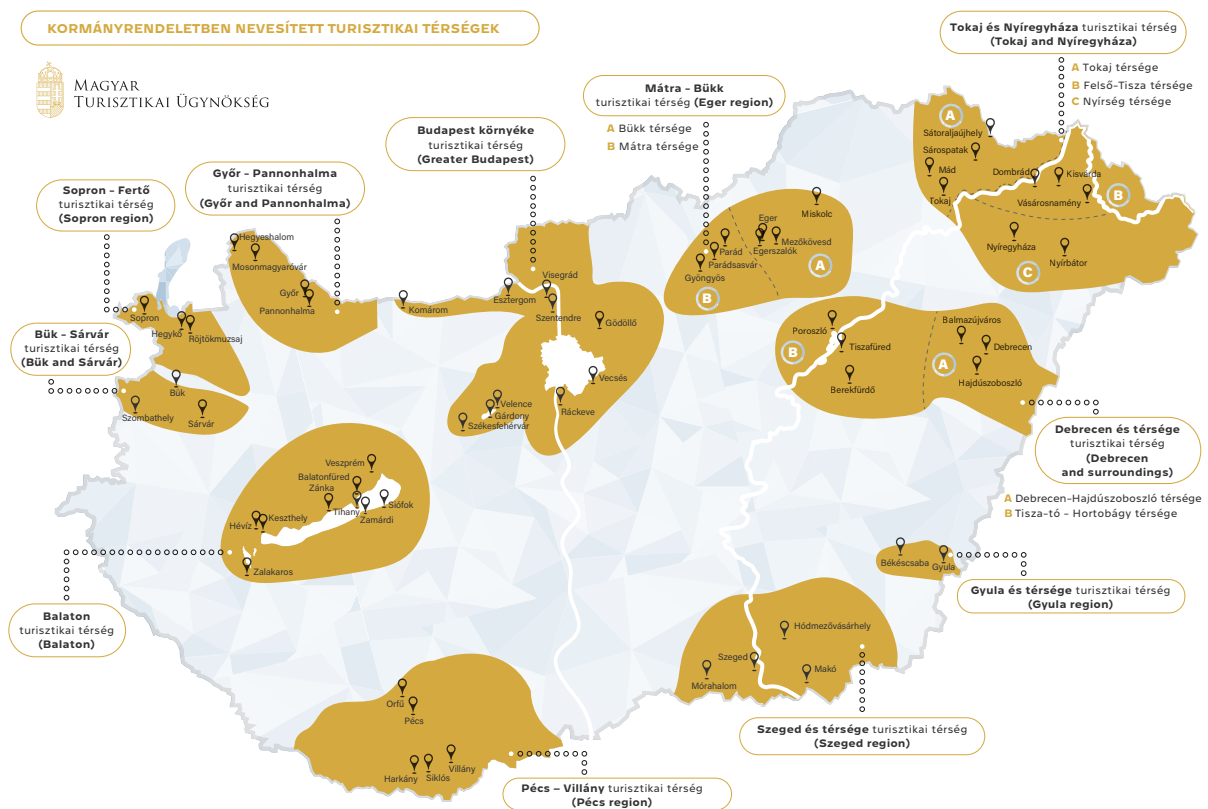 KORMÁNYRENDELETBEN NEVESÍTETT TURISZTIKAI TÉRSÉGEK
MAGYAR
TURISZTIKAI ÜGYNÖKSÉG
Tokaj és Nyíregyháza turisztikai térség
(Tokaj and Nyíregyháza)
A Tokaj térsége
B Felső-Tisza térsége
C Nyírség térsége
Mátra – Bükk
turisztikai térség (Eger region)
A Bükk térsége
B Mátra térsége
Budapest környéke
turisztikai térség
(Greater Budapest)
Győr – Pannonhalma
turisztikai térség
(Győr and Pannonhalma)
Sopron – Fertő
turisztikai térség
(Sopron region)
Bük – Sárvár
turisztikai térség
(Bük and Sárvár)
A
Sátoraljaújhely
Sárospatak
Mád
Tokaj
Dombrád
Kisvárda
Vásárosnamény
B
Nyíregyháza
Nyírbátor
C
Miskolc
Eger
Egerszalók
Mezőkövesd
Parád
Parádsasvár
Gyöngyös
A
B
Hegyeshalom
Mosonmagyaróvár
Győr
Pannonhalma
Komárom
Esztergom
Visegrád
Szentendre
Gödöllő
Vecsés
Ráckeve
Velence
Gárdony
Székesfehérvár
Sopron
Hegykő
Röjtökmuzsaj
Bük
Szombathely
Sárvár
Poroszló
Tiszafüred
Berekfürdő
B
Balmazújváros
Debrecen
Hajdúszoboszló
A
Debrecen és térsége
turisztikai térség
(Debrecen
and surroundings)
A Debrecen-Hajdúszoboszló térsége
B Tisza-tó – Hortobágy térsége
Veszprém
Balatonfüred
Zánka
Tihany
Zamárdi
Siófok
Hévíz
Keszthely
Zalakaros
Balaton
turisztikai térség
(Balaton)
Békéscsaba
Gyula
Gyula és térsége turisztikai térség
(Gyula region)
Hódmezővásárhely
Szeged
Makó
Mórahalom
Szeged és térsége turisztikai térség
(Szeged region)
Orfű
Pécs
Harkány
Siklós
Villány
Pécs – Villány turisztikai térség
(Pécs region)